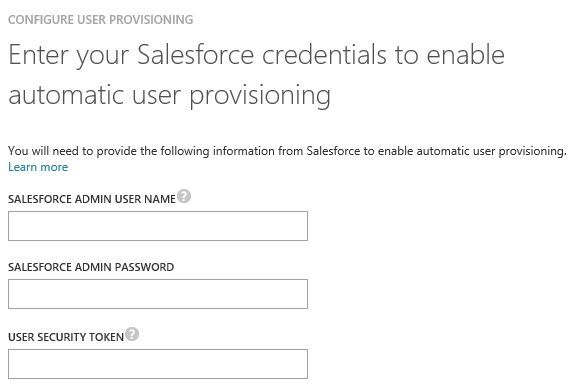 CONFIGURE USER PROVISIONING
Enter your Salesforce credentials to enable
automatic user provisioning
You will need to provide the following information from Salesforce to enable automatic user provisioning.
Learn more
SALESFORCE ADMIN USER NAME ?
SALESFORCE ADMIN PASSWORD
USER SECURITY TOKEN ?